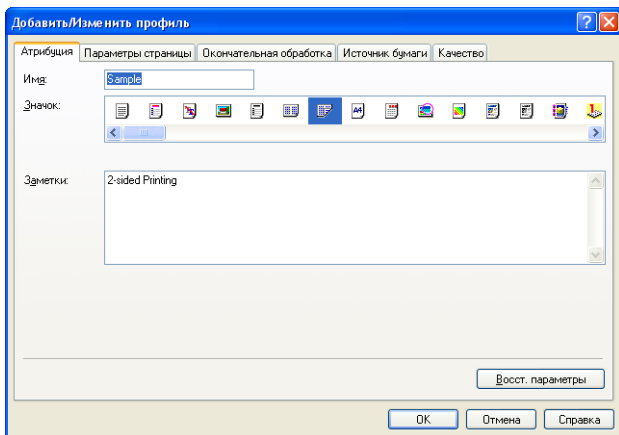 Добавить/Изменить профиль
Атрибуция Параметры страницы Окончательная обработка Источник бумаги Качество
Имя: Sample
Значок:
A4
Заметки: 2-sided Printing
Восст. параметры
OK Отмена Справка